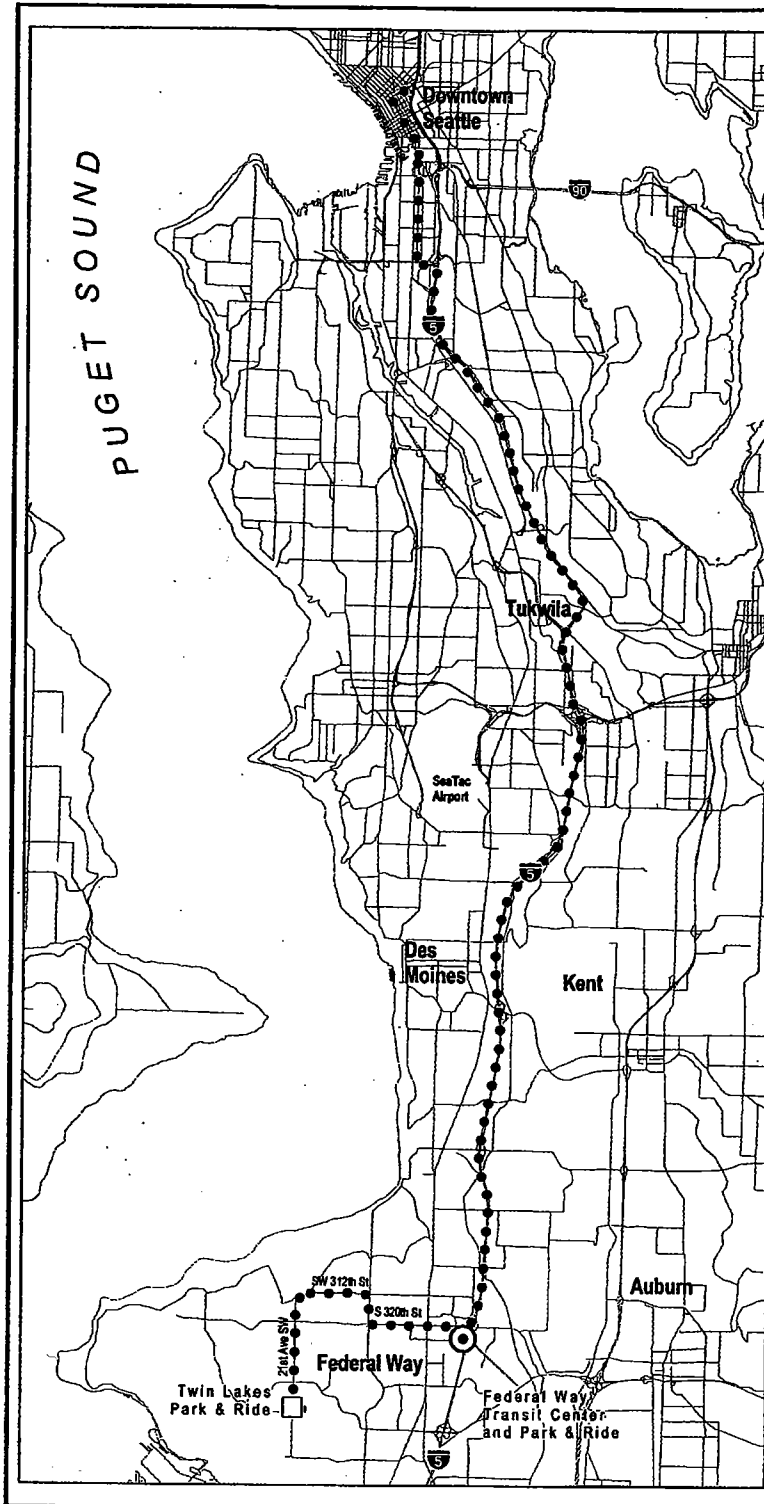 Downtown
Seattle
90
PUGET SOUND
5
Tukwila
SeaTac
Airport
5
Des
Moines
Kent
Auburn
SW 312th St
S 320th St
21st Ave SW
Federal Way
Twin Lakes
Park & Ride
Federal Way
Transit Center
and Park & Ride
5